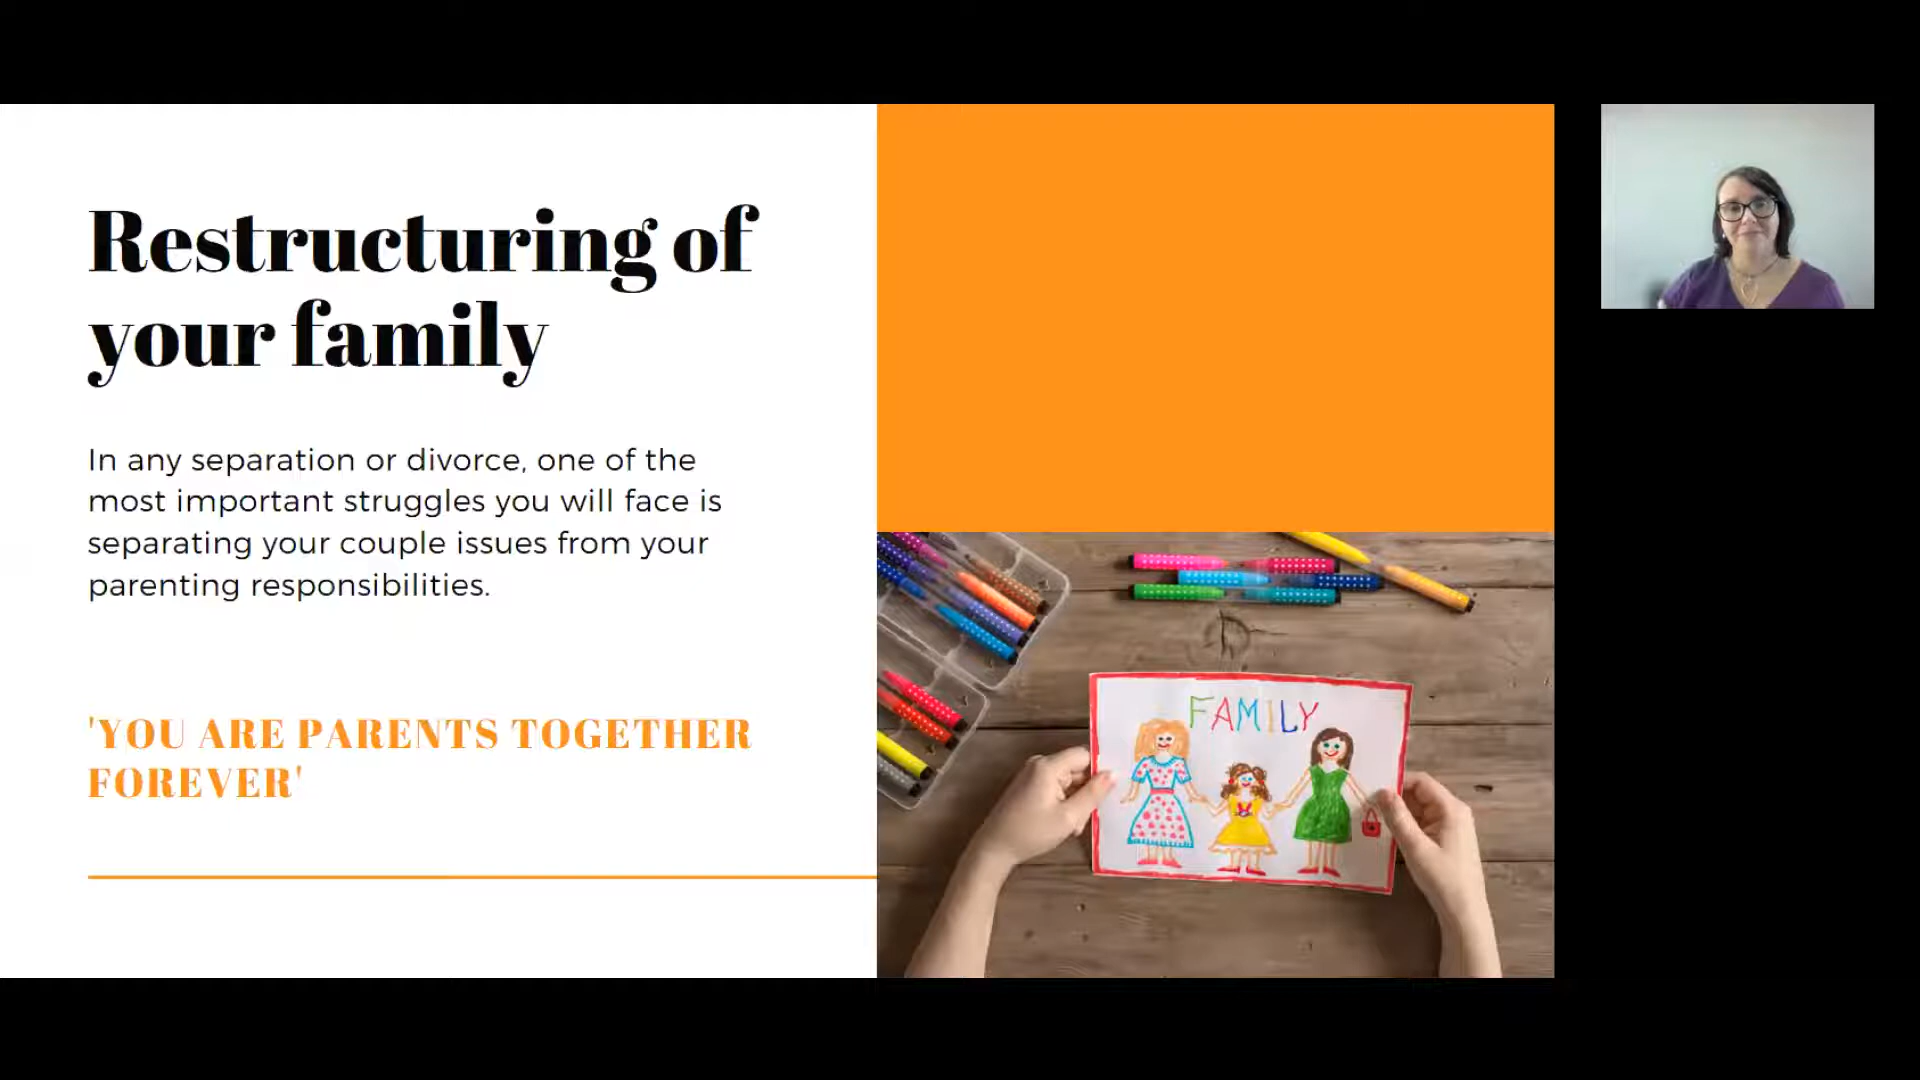 Restructuring of
your family
In any separation or divorce, one of the
most important struggles you will face is
separating your couple issues from your
parenting responsibilities.
'YOU ARE PARENTS TOGETHER
FOREVER'
FAMILY